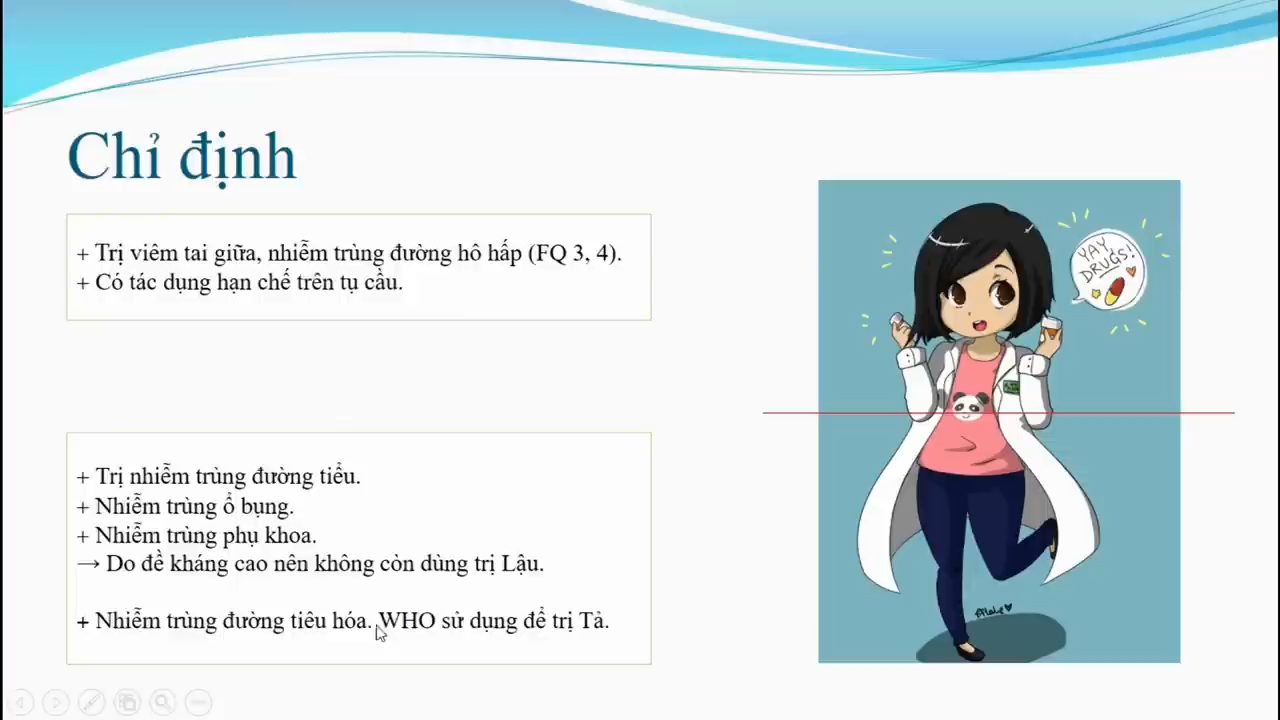 Chỉ định
+ Trị viêm tai giữa, nhiễm trùng đường hô hấp (FQ 3, 4).
+ Có tác dụng hạn chế trên tụ cầu.
YAY
DRUGS!
+ Trị nhiễm trùng đường tiểu.
+ Nhiễm trùng ổ bụng.
+ Nhiễm trùng phụ khoa.
→ Do đề kháng cao nên không còn dùng trị Lậu.
+ Nhiễm trùng đường tiêu hóa. WHO sử dụng để trị Tả.